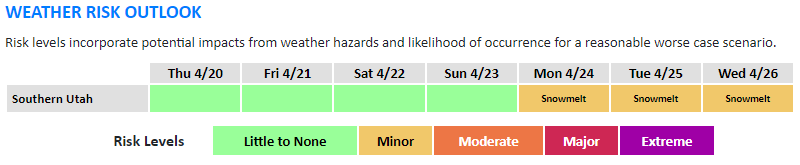 WEATHER RISK OUTLOOK
Risk levels incorporate potential impacts from weather hazards and likelihood of occurrence for a reasonable worse case scenario.
Thu 4/20 Fri 4/21 Sat 4/22 Sun 4/23 Mon 4/24 Tue 4/25 Wed 4/26
Southern Utah Snowmelt Snowmelt Snowmelt
Risk Levels Little to None Minor Moderate Major Extreme